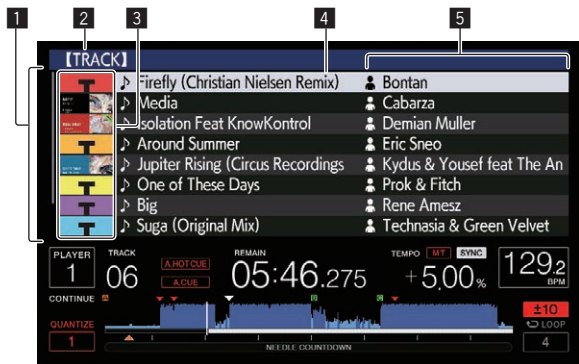 1 2 3 4 5
【TRACK】
Firefly (Christian Nielsen Remix) Bontan
Media Cabarza
Isolation Feat KnowKontrol Demian Muller
Around Summer Eric Sneo
Jupiter Rising (Circus Recordings Kydus & Yousef feat The An
One of These Days Prok & Fitch
Big Rene Amesz
Suga (Original Mix) Technasia & Green Velvet
PLAYER 1 TRACK 06 A.HOT CUE A.CUE REMAIN 05:46.275 TEMPO MT SYNC +5.00% 129.2 BPM
CONTINUE
QUANTIZE 1
±10 LOOP 4
NEEDLE COUNTDOWN